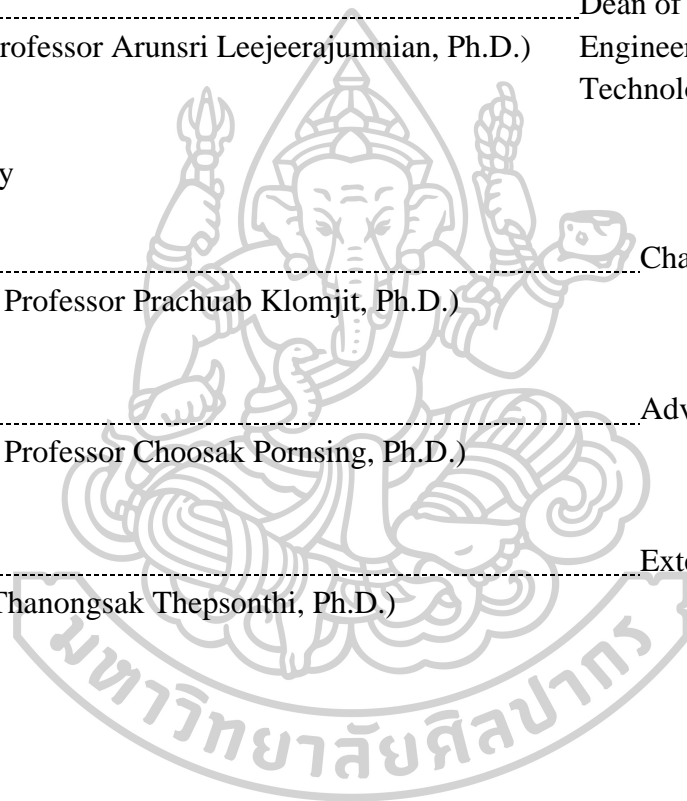 Dean of
rofessor Arunsri Leejeerajumnian, Ph.D.)
Engineer
Technol
y
Cha
Professor Prachuab Klomjit, Ph.D.)
Adv
Professor Choosak Pornsing, Ph.D.)
Exte
Thanongsak Thepsonthi, Ph.D.)
มหาวิทยาลัยศิลปากร